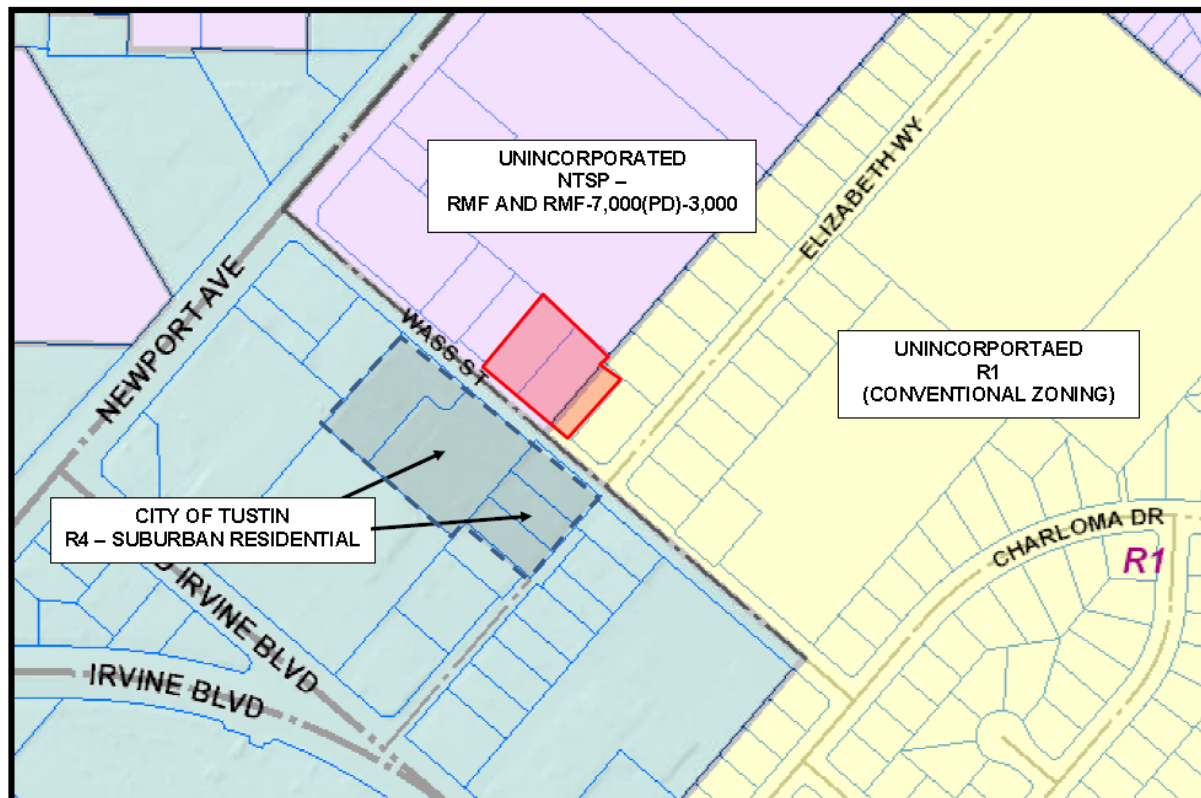 UNINCORPORATED
NTSP –
RMF AND RMF-7,000(PD)-3,000
ELIZABETH WY
NEWPORT AVE
WASS ST
UNINCORPORTAED
R1
(CONVENTIONAL ZONING)
CITY OF TUSTIN
R4 – SUBURBAN RESIDENTIAL
CHARLOMA DR
R1
IRVINE BLVD
IRVINE BLVD